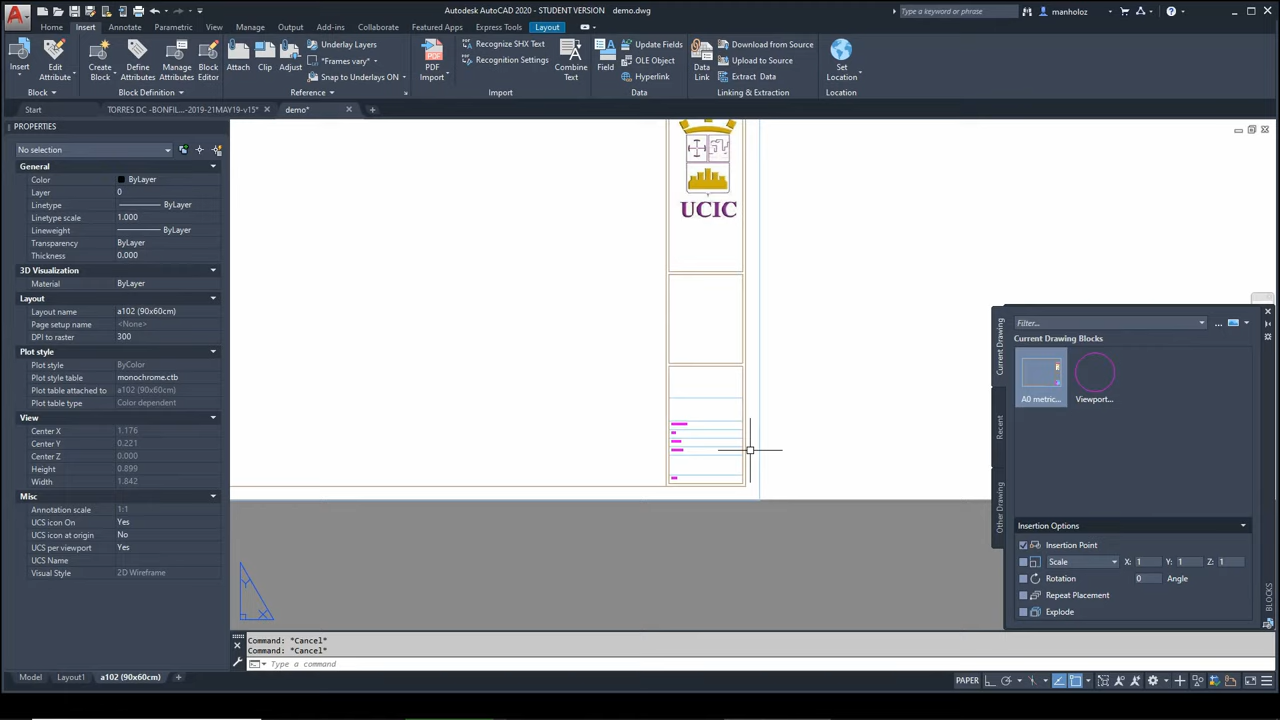 Autodesk AutoCAD 2020 - STUDENT VERSION demo.dwg
Type a keyword or phrase
manholoz
Home Insert Annotate Parametric View Manage Output Add-ins Collaborate Express Tools Featured Apps Layout
Insert
Edit Attribute
Create Block
Define Attributes
Manage Attributes
Block Editor
Block
Block Definition
Attach
Clip
Adjust
Underlay Layers
*Frames vary*
Snap to Underlays ON
Reference
PDF Import
Recognize SHX Text
Recognition Settings
Combine Text
Import
Field
Update Fields
OLE Object
Hyperlink
Data
Data Link
Download from Source
Upload to Source
Extract Data
Linking & Extraction
Set Location
Location
Start
TORRES DC -BONFIL...-2019-21MAY19-v15*
demo*
PROPERTIES
No selection
General
Color ByLayer
Layer 0
Linetype ByLayer
Linetype scale 1.000
Lineweight ByLayer
Transparency ByLayer
Thickness 0.000
3D Visualization
Material ByLayer
Layout
Layout name a102 (90x60cm)
Page setup name <None>
DPI to raster 300
Plot style
Plot style ByColor
Plot style table monochrome.ctb
Plot table attached to a102 (90x60cm)
Plot table type Color dependent
View
Center X 1.176
Center Y 0.221
Center Z 0.000
Height 0.899
Width 1.842
Misc
Annotation scale 1:1
UCS icon On Yes
UCS icon at origin No
UCS per viewport Yes
UCS Name
Visual Style 2D Wireframe
UCIC
Y
X
Filter...
Current Drawing Blocks
A0 metric...
Viewport...
Current Drawing
Recent
Other Drawing
Insertion Options
Insertion Point
Scale X: 1 Y: 1 Z: 1
Rotation 0 Angle
Repeat Placement
Explode
BLOCKS
Command: *Cancel*
Command: *Cancel*
Type a command
Model Layout1 a102 (90x60cm) +
PAPER